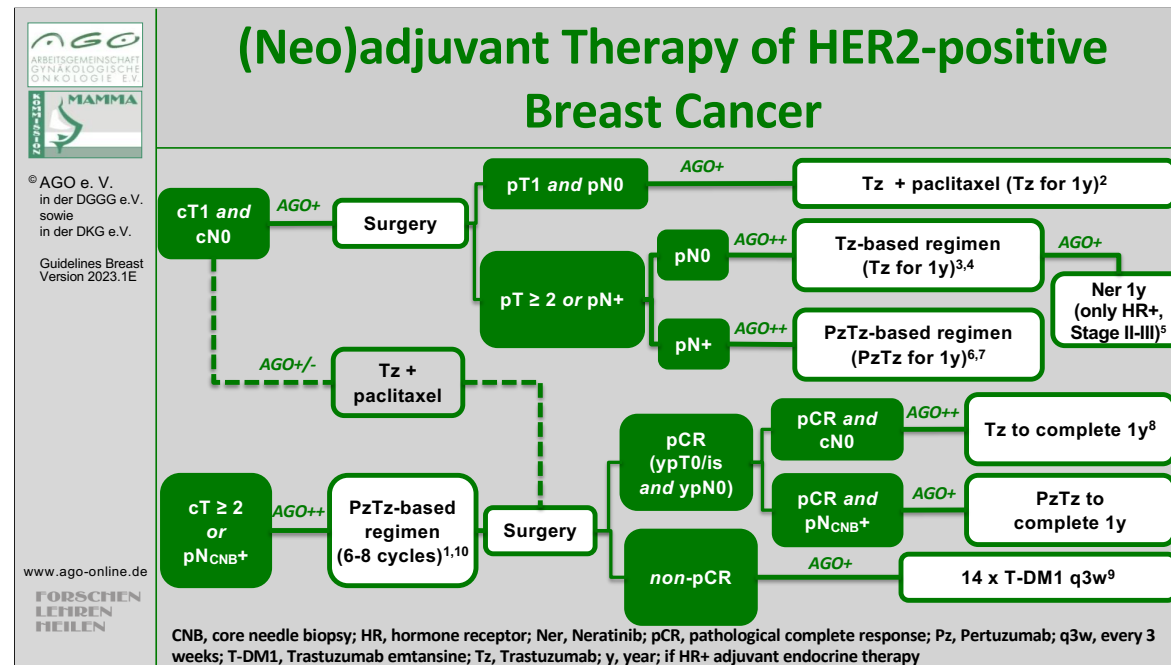 AGO
ARBEITSGEMEINSCHAFT
GYNÄKOLOGISCHE
ONKOLOGIE E.V.
KOMMISSION
MAMMA
© AGO e. V.
in der DGGG e.V.
sowie
in der DKG e.V.
Guidelines Breast
Version 2023.1E
www.ago-online.de
FORSCHEN
LEHREN
HEILEN
(Neo)adjuvant Therapy of HER2-positive
Breast Cancer
cT1 and
cN0
AGO+
Surgery
pT1 and pN0
AGO+
Tz + paclitaxel (Tz for 1y)²
pT ≥ 2 or pN+
pN0
AGO++
Tz-based regimen
(Tz for 1y)³,⁴
AGO+
Ner 1y
(only HR+,
Stage II-III)⁵
pN+
AGO++
PzTz-based regimen
(PzTz for 1y)⁶,⁷
AGO+/-
Tz +
paclitaxel
cT ≥ 2
or
pNCNB+
AGO++
PzTz-based
regimen
(6-8 cycles)¹,¹⁰
Surgery
pCR
(ypT0/is
and ypN0)
pCR and
cN0
AGO++
Tz to complete 1y⁸
pCR and
pNCNB+
AGO+
PzTz to
complete 1y
non-pCR
AGO+
14 x T-DM1 q3w⁹
CNB, core needle biopsy; HR, hormone receptor; Ner, Neratinib; pCR, pathological complete response; Pz, Pertuzumab; q3w, every 3
weeks; T-DM1, Trastuzumab emtansine; Tz, Trastuzumab; y, year; if HR+ adjuvant endocrine therapy